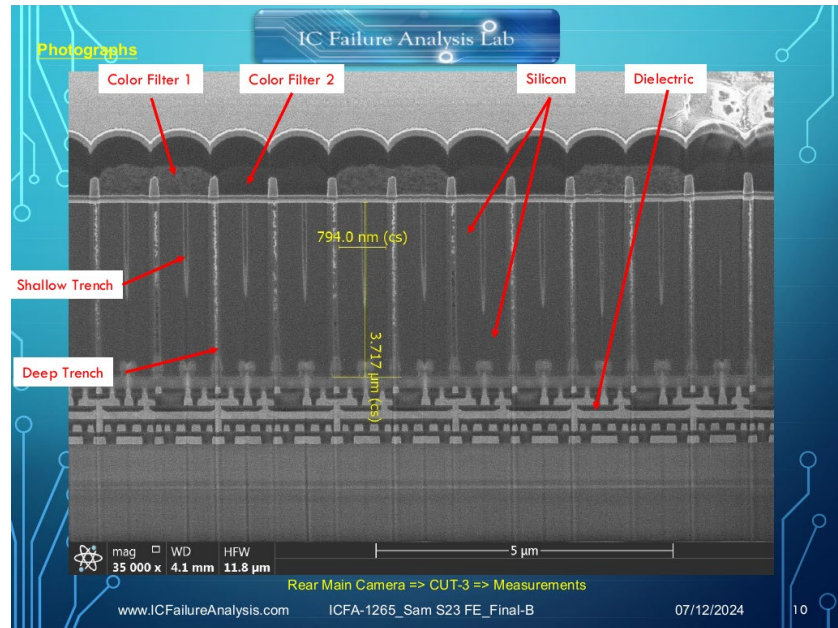 IC Failure Analysis Lab
Photographs
Color Filter 1
Color Filter 2
Silicon
Dielectric
794.0 nm (cs)
Shallow Trench
3.717 µm (cs)
Deep Trench
mag WD HFW
35 000 x 4.1 mm 11.8 µm
5 µm
Rear Main Camera => CUT-3 => Measurements
www.ICFailureAnalysis.com ICFA-1265_Sam S23 FE_Final-B 07/12/2024 10